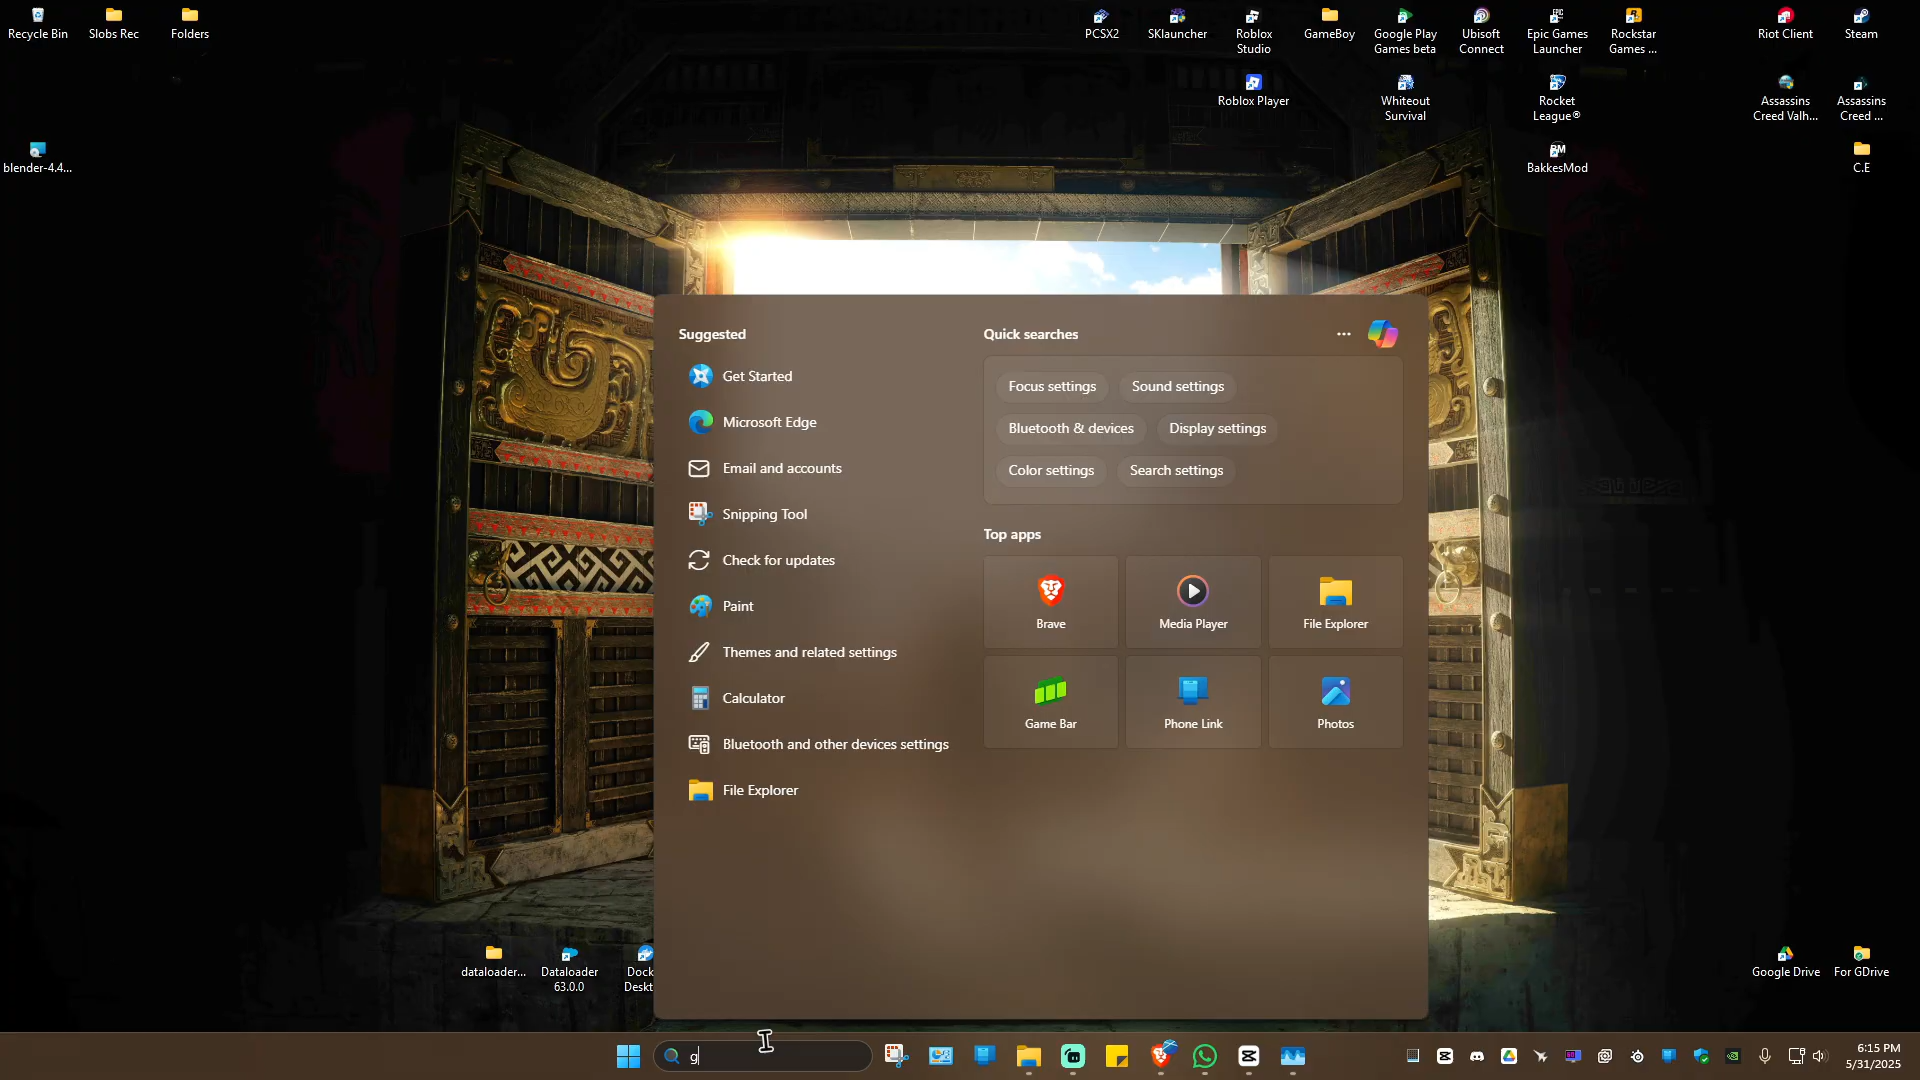 Recycle Bin
Slobs Rec
Folders
PCSX2
SKlauncher
Roblox
Studio
GameBoy
Google Play
Games beta
Ubisoft
Connect
Epic Games
Launcher
Rockstar
Games ...
Riot Client
Steam
Roblox Player
Whiteout
Survival
Rocket
League®
Assassins
Creed Valh...
Assassins
Creed ...
blender-4.4...
BakkesMod
C.E
Suggested
Get Started
Microsoft Edge
Email and accounts
Snipping Tool
Check for updates
Paint
Themes and related settings
Calculator
Bluetooth and other devices settings
File Explorer
Quick searches
Focus settings
Sound settings
Bluetooth & devices
Display settings
Color settings
Search settings
Top apps
Brave
Media Player
File Explorer
Game Bar
Phone Link
Photos
dataloader...
Dataloader
63.0.0
Dock
Deskt
Google Drive
For GDrive
g
6:15 PM
5/31/2025